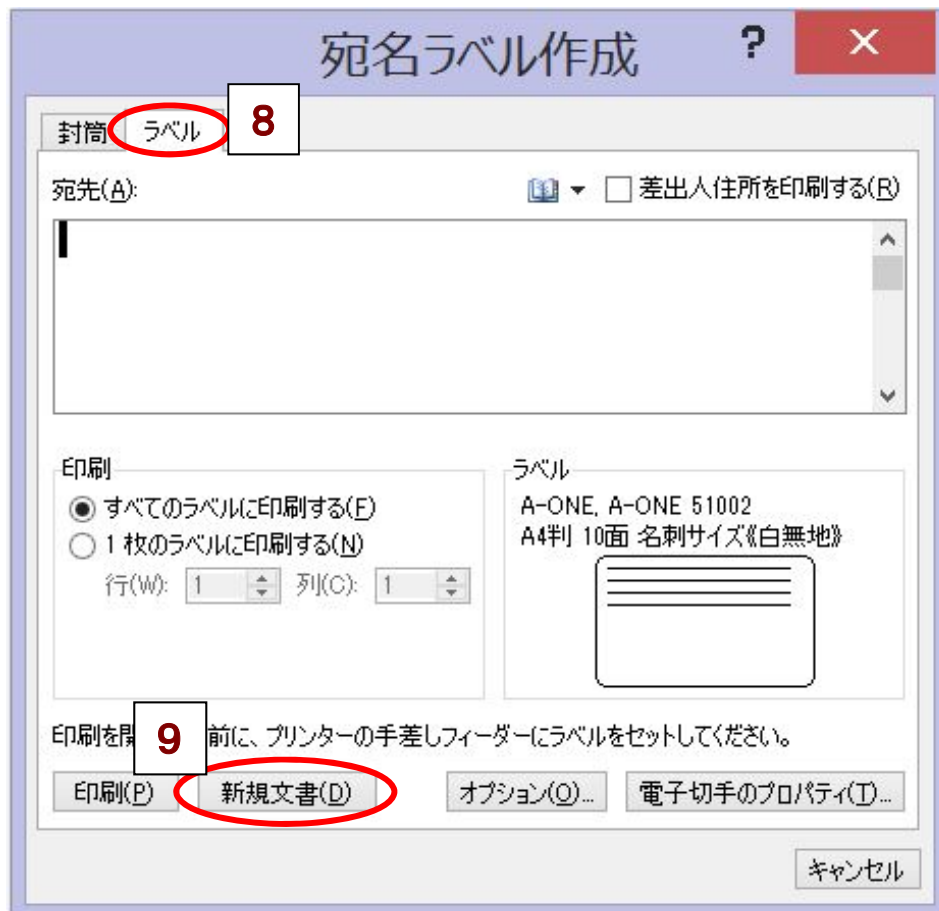 宛名ラベル作成 ?
封筒 ラベル 8
宛先(A): 差出人住所を印刷する(R)
印刷
すべてのラベルに印刷する(F)
1 枚のラベルに印刷する(N)
行(W): 1 列(C): 1
ラベル
A-ONE, A-ONE 51002
A4判 10面 名刺サイズ《白無地》
印刷を開 9 前に、プリンターの手差しフィーダーにラベルをセットしてください。
印刷(P) 新規文書(D) オプション(O)... 電子切手のプロパティ(T)...
キャンセル